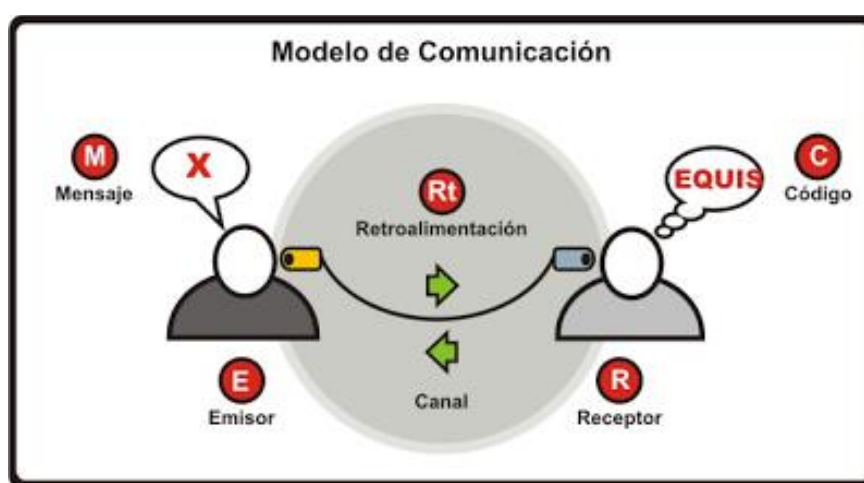 Modelo de Comunicación
M
Mensaje
X
Rt
Retroalimentación
EQUIS
C
Código
E
Emisor
Canal
R
Receptor